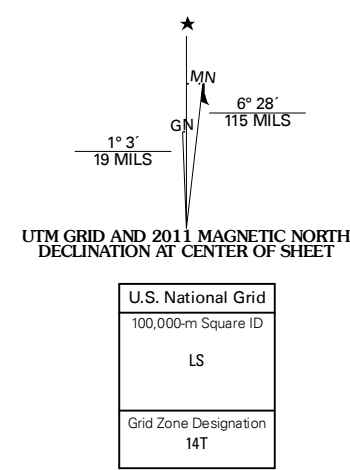 ★
MN
GN
6° 28´
115 MILS
1° 3´
19 MILS
UTM GRID AND 2011 MAGNETIC NORTH
DECLINATION AT CENTER OF SHEET
U.S. National Grid
100,000-m Square ID
LS
Grid Zone Designation
14T